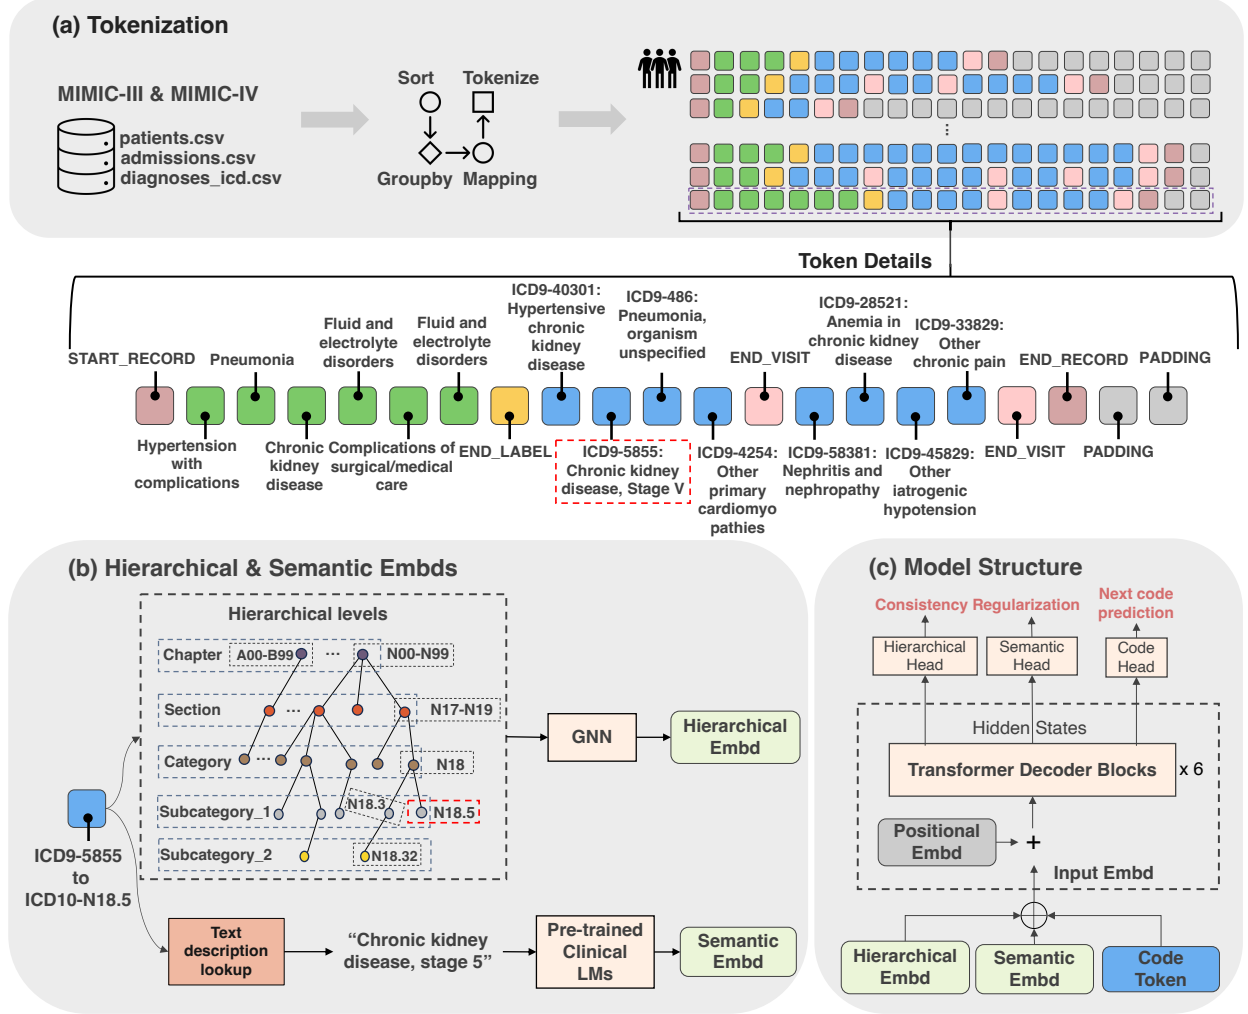 (a) Tokenization
MIMIC-III & MIMIC-IV
patients.csv
admissions.csv
diagnoses_icd.csv
Sort
Tokenize
Groupby
Mapping
...
Token Details
START_RECORD
Hypertension
with
complications
Pneumonia
Chronic
kidney
disease
Fluid and
electrolyte
disorders
Complications of
surgical/medical
care
Fluid and
electrolyte
disorders
END_LABEL
ICD9-40301:
Hypertensive
chronic
kidney
disease
ICD9-5855:
Chronic kidney
disease, Stage V
ICD9-486:
Pneumonia,
organism
unspecified
ICD9-4254:
Other
primary
cardiomyo
pathies
END_VISIT
ICD9-58381:
Nephritis and
nephropathy
ICD9-28521:
Anemia in
chronic kidney
disease
ICD9-45829:
Other
iatrogenic
hypotension
ICD9-33829:
Other
chronic pain
END_VISIT
END_RECORD
PADDING
PADDING
(b) Hierarchical & Semantic Embds
Hierarchical levels
Chapter
A00-B99
...
N00-N99
Section
...
N17-N19
Category
...
N18
Subcategory_1
N18.3
N18.5
Subcategory_2
N18.32
ICD9-5855
to
ICD10-N18.5
GNN
Hierarchical
Embd
Text
description
lookup
“Chronic kidney
disease, stage 5”
Pre-trained
Clinical
LMs
Semantic
Embd
(c) Model Structure
Consistency Regularization
Next code
prediction
Hierarchical
Head
Semantic
Head
Code
Head
Hidden States
Transformer Decoder Blocks
x 6
Positional
Embd
+
Input Embd
Hierarchical
Embd
Semantic
Embd
Code
Token